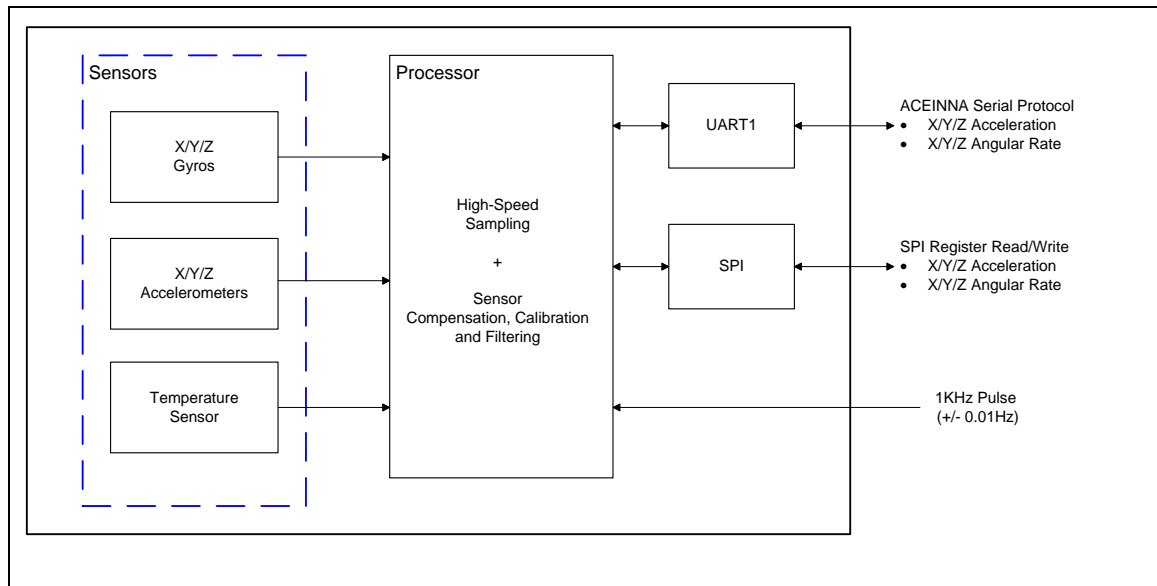 Sensors
X/Y/Z
Gyros
X/Y/Z
Accelerometers
Temperature
Sensor
Processor
High-Speed
Sampling
+
Sensor
Compensation, Calibration
and Filtering
UART1
SPI
ACEINNA Serial Protocol
• X/Y/Z Acceleration
• X/Y/Z Angular Rate
SPI Register Read/Write
• X/Y/Z Acceleration
• X/Y/Z Angular Rate
1KHz Pulse
(+/- 0.01Hz)